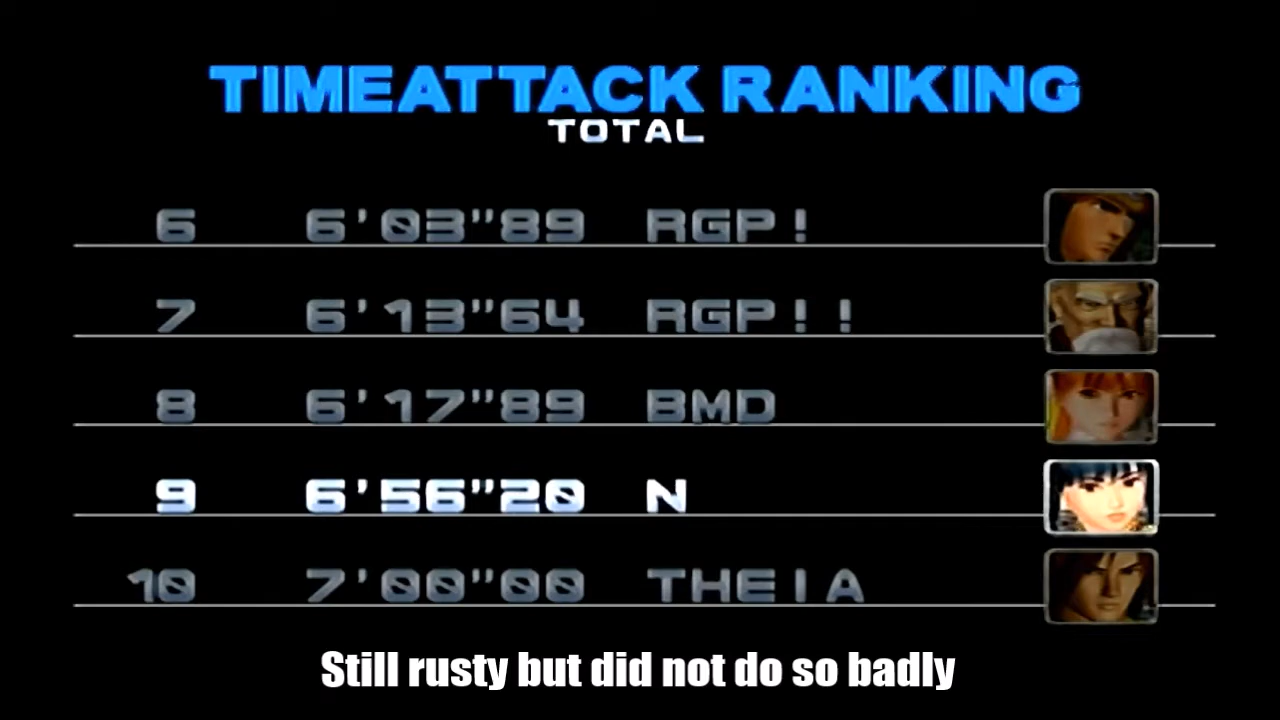 TIMEATTACK RANKING
TOTAL
6 6'03"89 RGP!
7 6'13"64 RGP!!
8 6'17"89 BMD
9 6'56"20 N
10 7'00"00 THEIA
Still rusty but did not do so badly